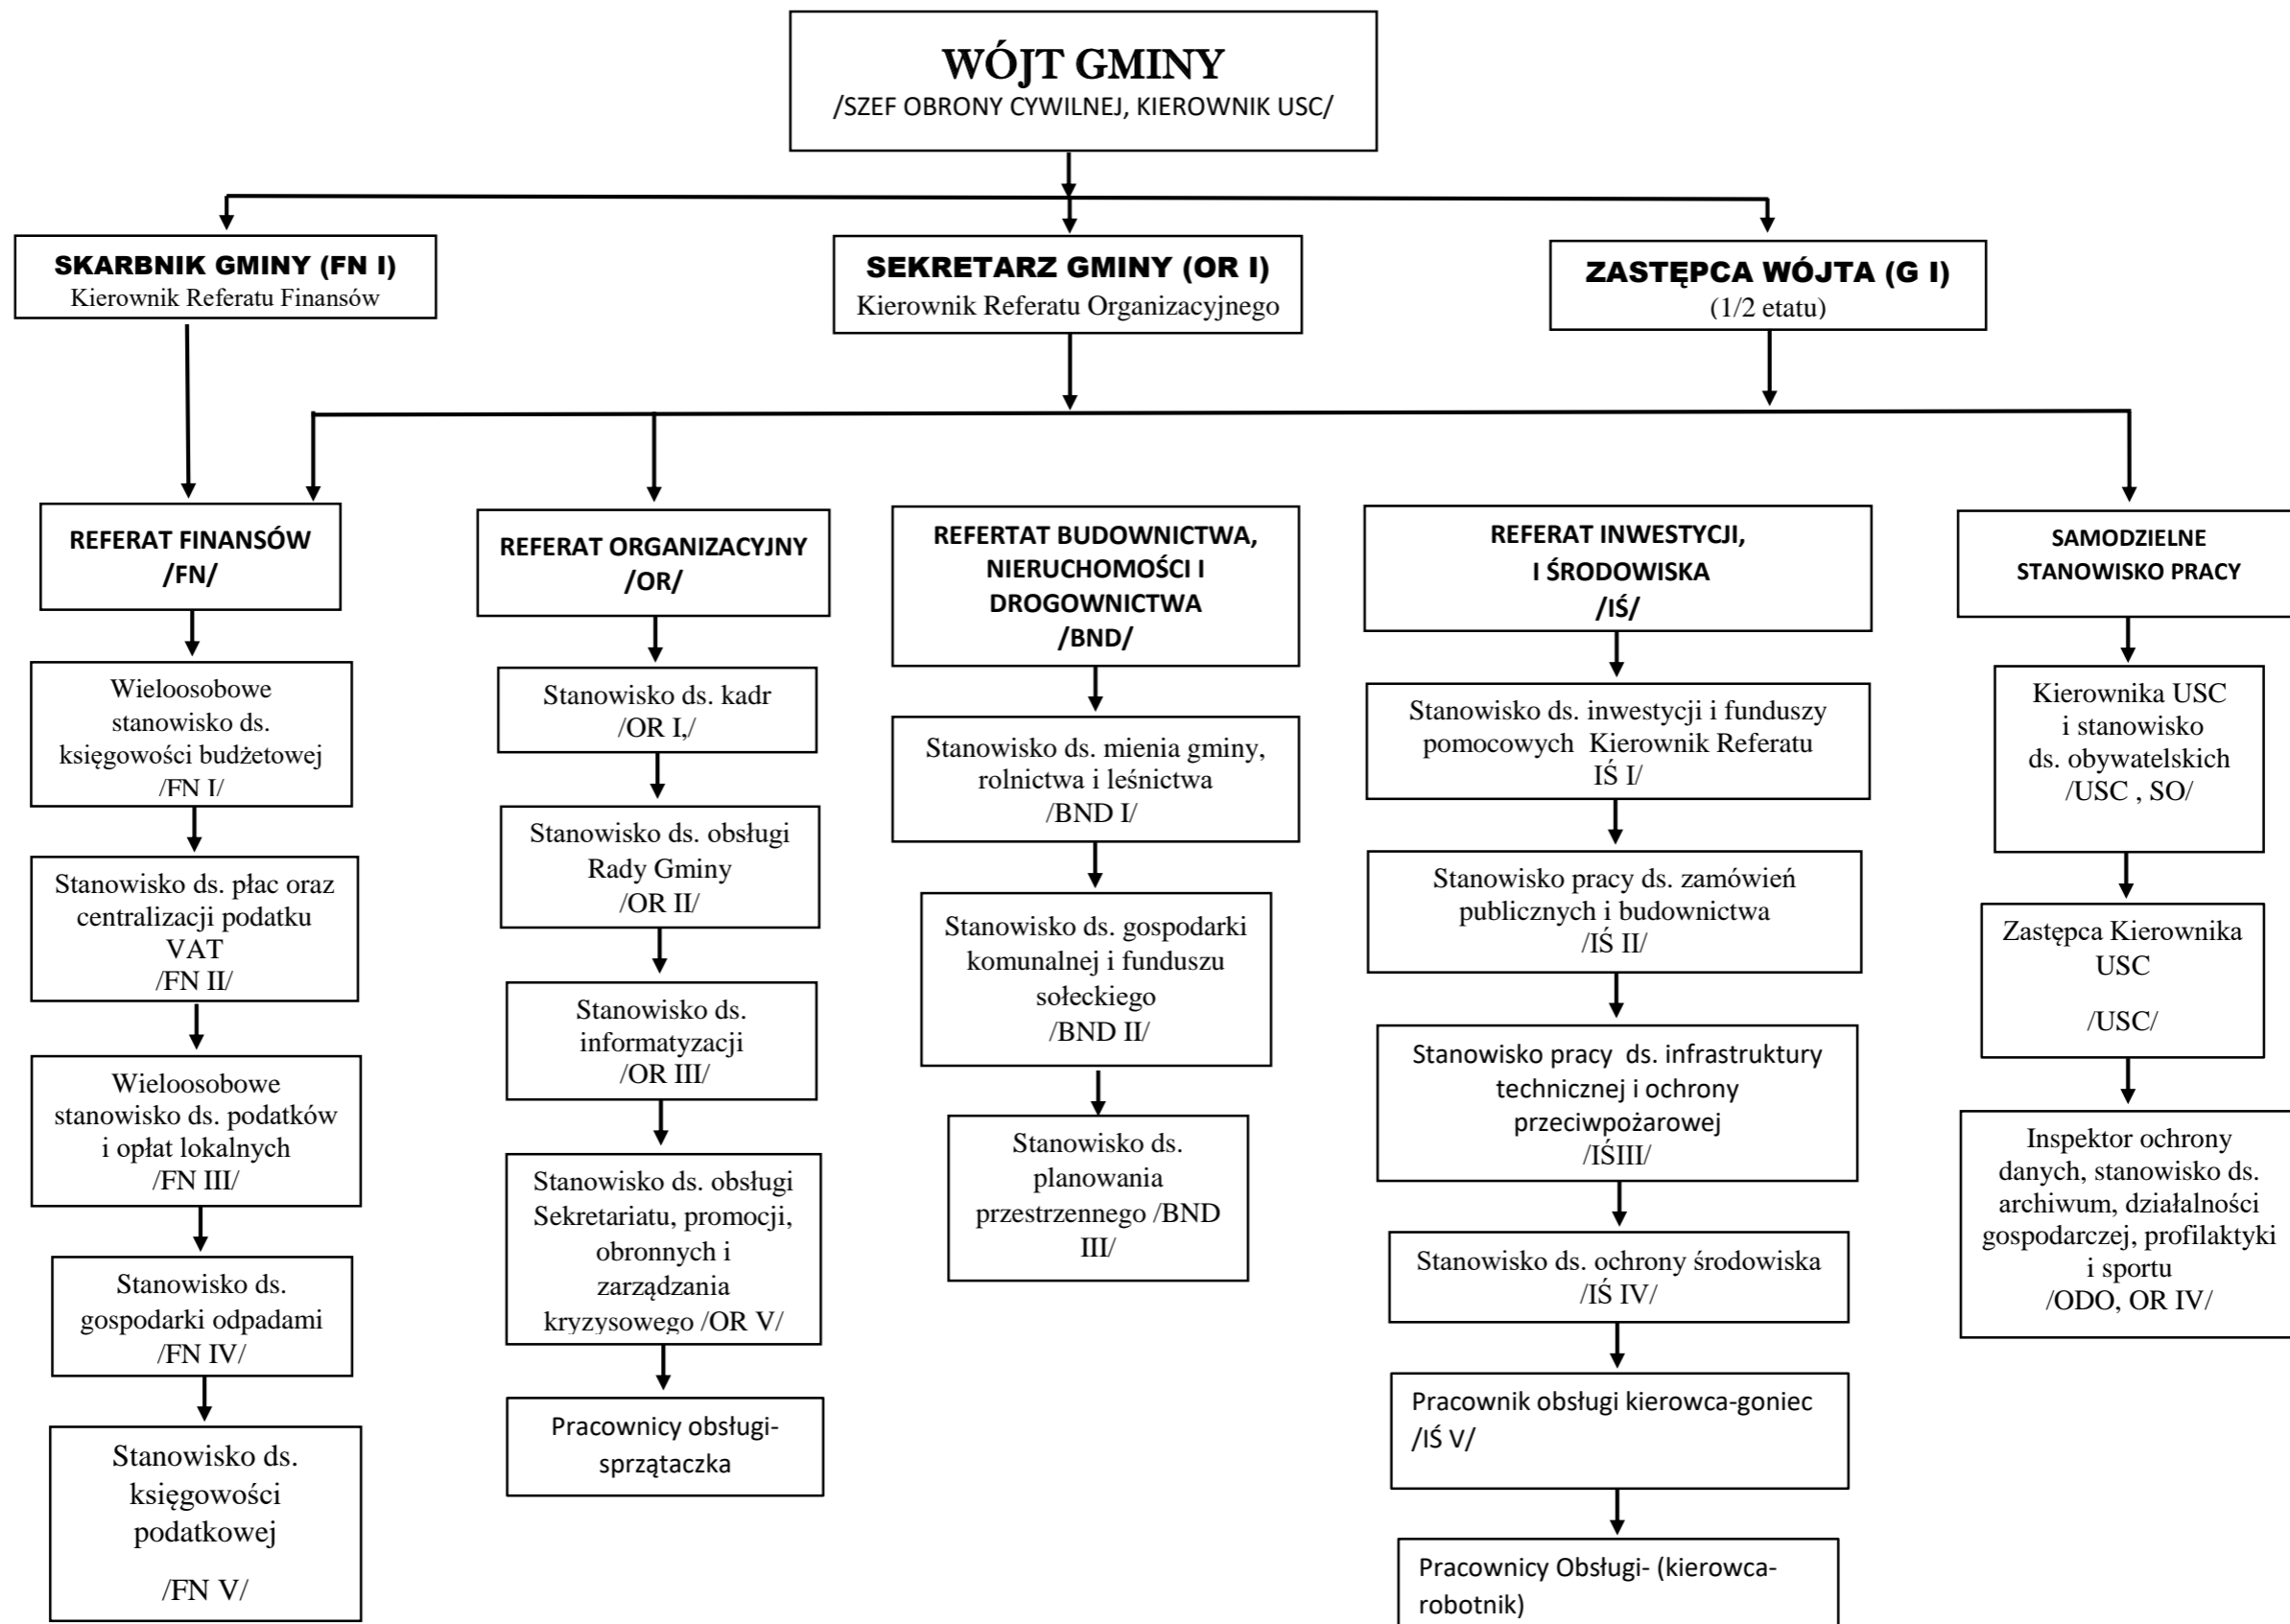 WÓJT GMINY
/SZEF OBRONY CYWILNEJ, KIEROWNIK USC/
SKARBNIK GMINY (FN I)
Kierownik Referatu Finansów
SEKRETARZ GMINY (OR I)
Kierownik Referatu Organizacyjnego
ZASTĘPCA WÓJTA (G I)
(1/2 etatu)
REFERAT FINANSÓW
/FN/
Wieloosobowe
stanowisko ds.
księgowości budżetowej
/FN I/
Stanowisko ds. płac oraz
centralizacji podatku
VAT
/FN II/
Wieloosobowe
stanowisko ds. podatków
i opłat lokalnych
/FN III/
Stanowisko ds.
gospodarki odpadami
/FN IV/
Stanowisko ds.
księgowości
podatkowej
/FN V/
REFERAT ORGANIZACYJNY
/OR/
Stanowisko ds. kadr
/OR I,/
Stanowisko ds. obsługi
Rady Gminy
/OR II/
Stanowisko ds.
informatyzacji
/OR III/
Stanowisko ds. obsługi
Sekretariatu, promocji,
obronnych i
zarządzania
kryzysowego /OR V/
Pracownicy obsługi-
sprzątaczka
REFERTAT BUDOWNICTWA,
NIERUCHOMOŚCI I
DROGOWNICTWA
/BND/
Stanowisko ds. mienia gminy,
rolnictwa i leśnictwa
/BND I/
Stanowisko ds. gospodarki
komunalnej i funduszu
sołeckiego
/BND II/
Stanowisko ds.
planowania
przestrzennego /BND
III/
REFERAT INWESTYCJI,
I ŚRODOWISKA
/IŚ/
Stanowisko ds. inwestycji i funduszy
pomocowych  Kierownik Referatu
IŚ I/
Stanowisko pracy ds. zamówień
publicznych i budownictwa
/IŚ II/
Stanowisko pracy  ds. infrastruktury
technicznej i ochrony
przeciwpożarowej
/IŚIII/
Stanowisko ds. ochrony środowiska
/IŚ IV/
Pracownik obsługi kierowca-goniec
/IŚ V/
Pracownicy Obsługi- (kierowca-
robotnik)
SAMODZIELNE
STANOWISKO PRACY
Kierownika USC
i stanowisko
ds. obywatelskich
/USC , SO/
Zastępca Kierownika
USC
/USC/
Inspektor ochrony
danych, stanowisko ds.
archiwum, działalności
gospodarczej, profilaktyki
i sportu
/ODO, OR IV/